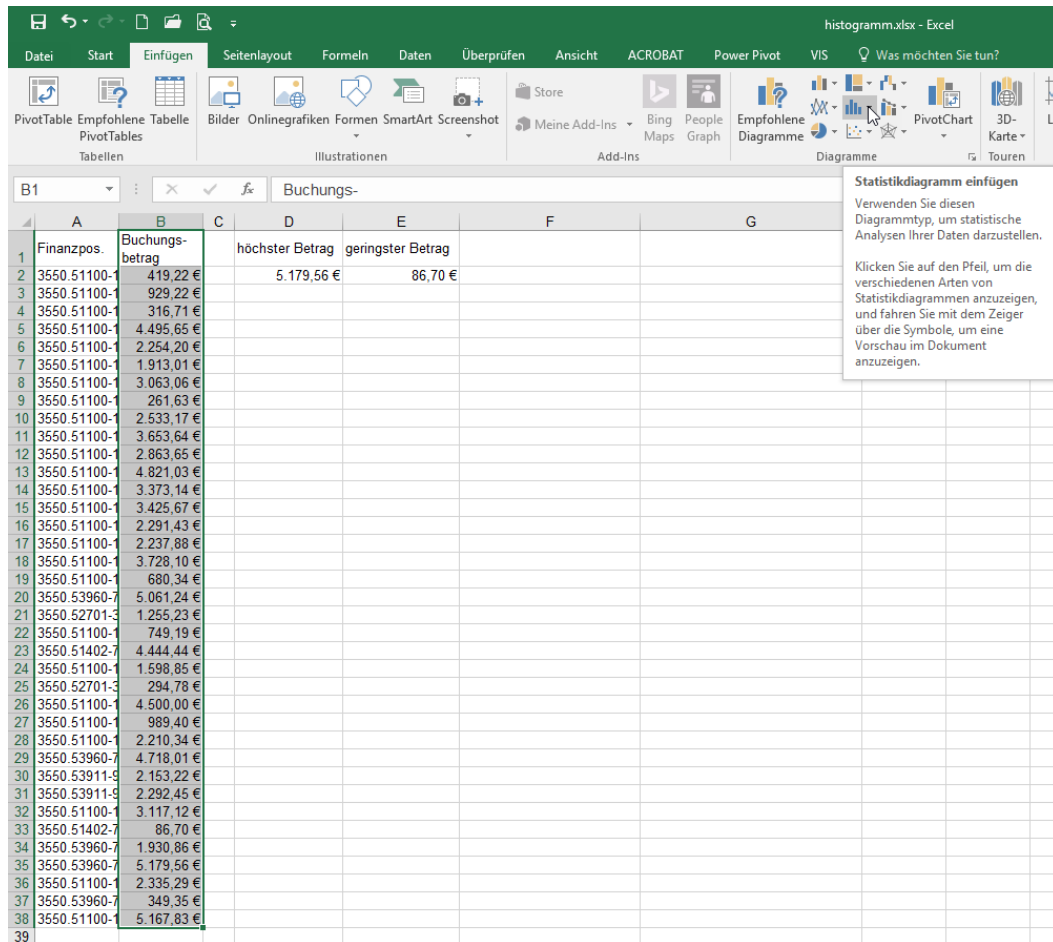 histogramm.xlsx - Excel
Datei Start Einfügen Seitenlayout Formeln Daten Überprüfen Ansicht ACROBAT Power Pivot VIS Was möchten Sie tun?
PivotTable Empfohlene PivotTables Tabelle
Bilder Onlinegrafiken Formen SmartArt Screenshot
Store
Meine Add-Ins
Bing Maps People Graph
Empfohlene Diagramme
PivotChart
3D-Karte
Tabellen Illustrationen Add-Ins Diagramme Touren
B1 fx Buchungs-
Statistikdiagramm einfügen
Verwenden Sie diesen
Diagrammtyp, um statistische
Analysen Ihrer Daten darzustellen.
Klicken Sie auf den Pfeil, um die
verschiedenen Arten von
Statistikdiagrammen anzuzeigen,
und fahren Sie mit dem Zeiger
über die Symbole, um eine
Vorschau im Dokument
anzuzeigen.
A B C D E F G
1 Finanzpos. Buchungs-betrag höchster Betrag geringster Betrag
2 3550.51100-1 419,22 € 5.179,56 € 86,70 €
3 3550.51100-1 929,22 €
4 3550.51100-1 316,71 €
5 3550.51100-1 4.495,65 €
6 3550.51100-1 2.254,20 €
7 3550.51100-1 1.913,01 €
8 3550.51100-1 3.063,06 €
9 3550.51100-1 261,63 €
10 3550.51100-1 2.533,17 €
11 3550.51100-1 3.653,64 €
12 3550.51100-1 2.863,65 €
13 3550.51100-1 4.821,03 €
14 3550.51100-1 3.373,14 €
15 3550.51100-1 3.425,67 €
16 3550.51100-1 2.291,43 €
17 3550.51100-1 2.237,88 €
18 3550.51100-1 3.728,10 €
19 3550.51100-1 680,34 €
20 3550.53960-7 5.061,24 €
21 3550.52701-3 1.255,23 €
22 3550.51100-1 749,19 €
23 3550.51402-7 4.444,44 €
24 3550.51100-1 1.598,85 €
25 3550.52701-3 294,78 €
26 3550.51100-1 4.500,00 €
27 3550.51100-1 989,40 €
28 3550.51100-1 2.210,34 €
29 3550.53960-7 4.718,01 €
30 3550.53911-9 2.153,22 €
31 3550.53911-9 2.292,45 €
32 3550.51100-1 3.117,12 €
33 3550.51402-7 86,70 €
34 3550.53960-7 1.930,86 €
35 3550.53960-7 5.179,56 €
36 3550.51100-1 2.335,29 €
37 3550.53960-7 349,35 €
38 3550.51100-1 5.167,83 €
39